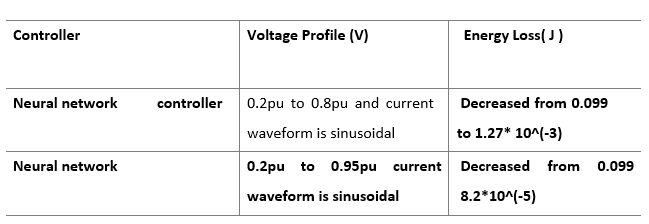 Controller Voltage Profile (V) Energy Loss( J )
Neural network controller 0.2pu to 0.8pu and current Decreased from 0.099
waveform is sinusoidal to 1.27* 10^(-3)
Neural network 0.2pu to 0.95pu current Decreased from 0.099
waveform is sinusoidal 8.2*10^(-5)